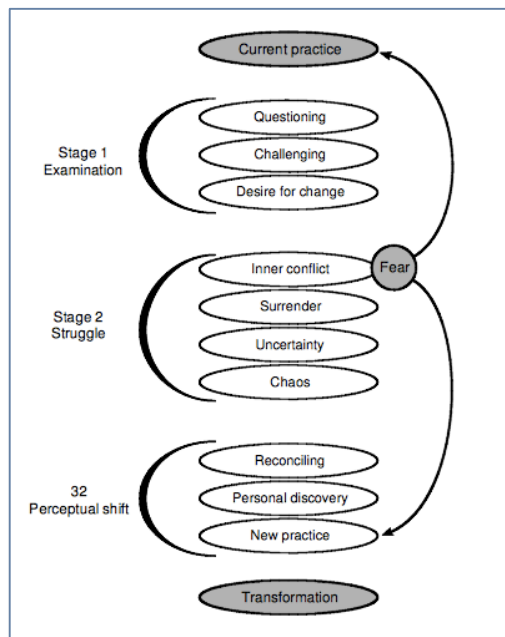 Current practice
Questioning
Challenging
Desire for change
Stage 1
Examination
Inner conflict
Fear
Surrender
Uncertainty
Chaos
Stage 2
Struggle
Reconciling
Personal discovery
New practice
32
Perceptual shift
Transformation